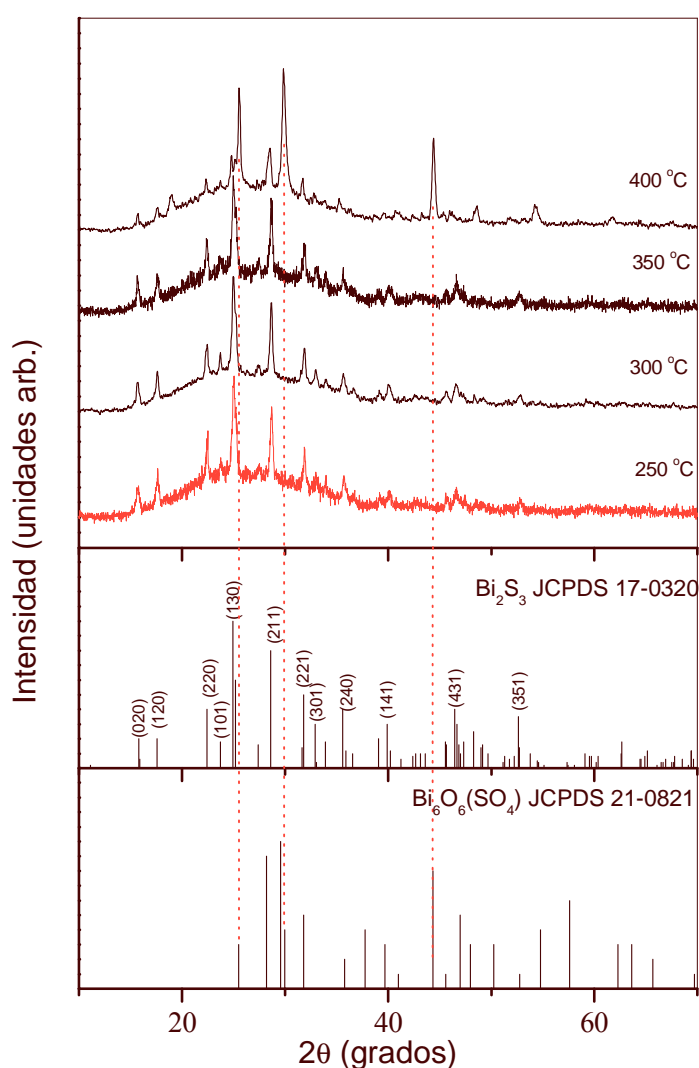 Intensidad (unidades arb.)
400 °C
350 °C
300 °C
250 °C
Bi₂S₃ JCPDS 17-0320
(020)
(120)
(220)
(101)
(130)
(211)
(221)
(301)
(240)
(141)
(431)
(351)
Bi₆O₆(SO₄) JCPDS 21-0821
20
40
60
2θ (grados)